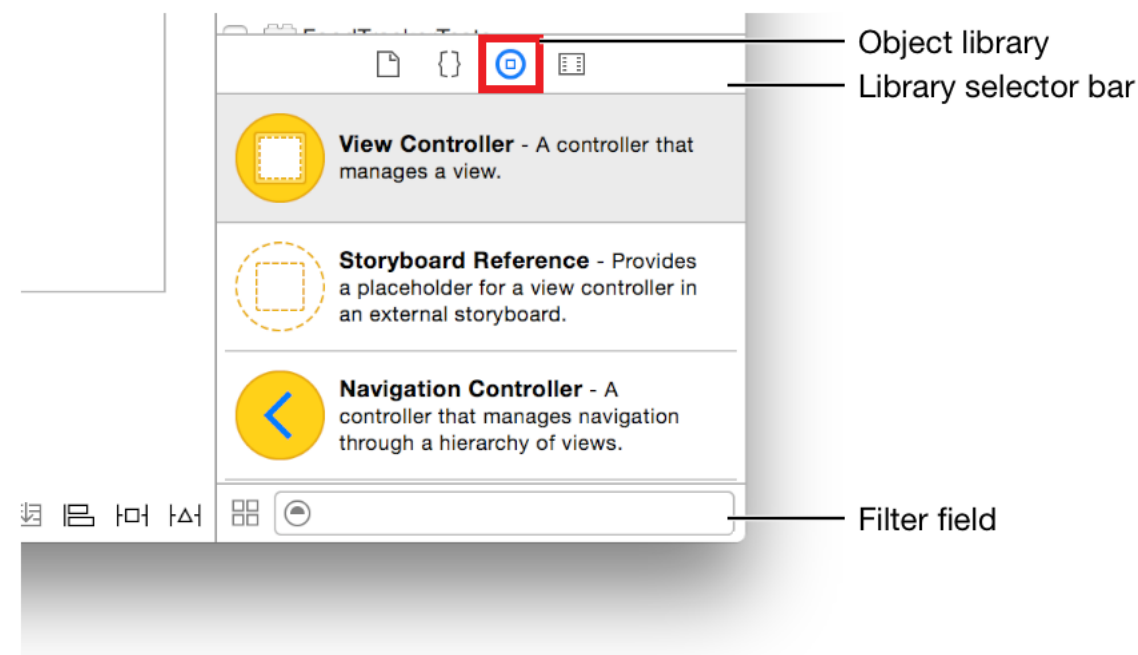 Object library
Library selector bar
View Controller - A controller that
manages a view.
Storyboard Reference - Provides
a placeholder for a view controller in
an external storyboard.
Navigation Controller - A
controller that manages navigation
through a hierarchy of views.
Filter field